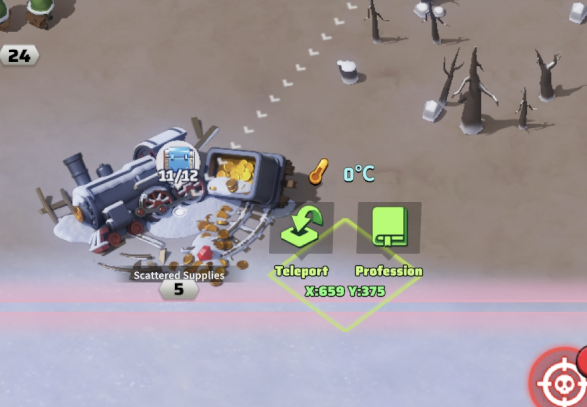 24
11/12
0°C
Teleport
Profession
Scattered Supplies
X:659 Y:375
5